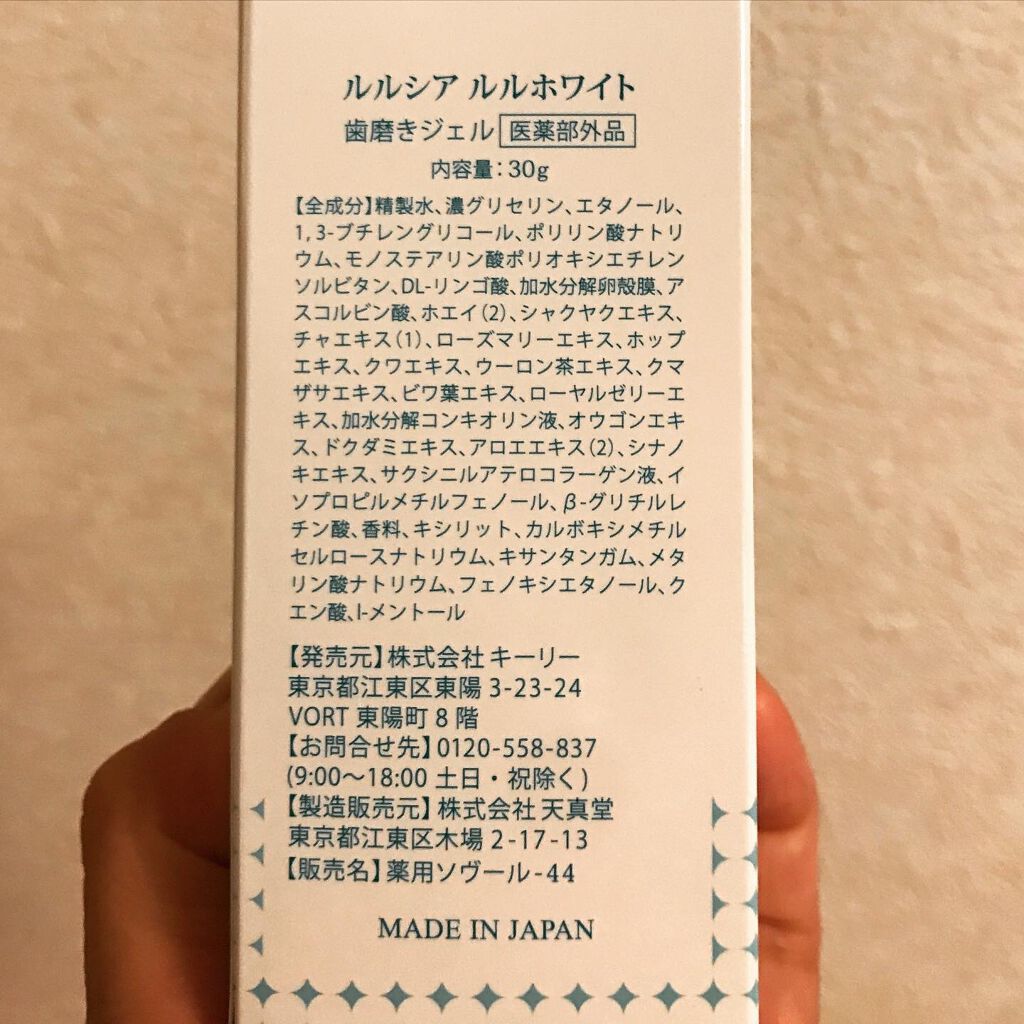 ルルシア ルルホワイト
歯磨きジェル 医薬部外品
内容量：30g
【全成分】精製水、濃グリセリン、エタノール、
1,3-ブチレングリコール、ポリリン酸ナトリ
ウム、モノステアリン酸ポリオキシエチレン
ソルビタン、DL-リンゴ酸、加水分解卵殻膜、ア
スコルビン酸、ホエイ(2)、シャクヤクエキス、
チャエキス(1)、ローズマリーエキス、ホップ
エキス、クワエキス、ウーロン茶エキス、クマ
ザサエキス、ビワ葉エキス、ローヤルゼリーエ
キス、加水分解コンキオリン液、オウゴンエキ
ス、ドクダミエキス、アロエエキス(2)、シナノ
キエキス、サクシニルアテロコラーゲン液、イ
ソプロピルメチルフェノール、β-グリチルレ
チン酸、香料、キシリット、カルボキシメチル
セルロースナトリウム、キサンタンガム、メタ
リン酸ナトリウム、フェノキシエタノール、ク
エン酸、l-メントール
【発売元】株式会社 キーリー
東京都江東区東陽 3-23-24
VORT 東陽町 8 階
【お問合せ先】0120-558-837
(9:00～18:00 土日・祝除く)
【製造販売元】株式会社 天真堂
東京都江東区木場 2-17-13
【販売名】薬用ソヴール-44
MADE IN JAPAN